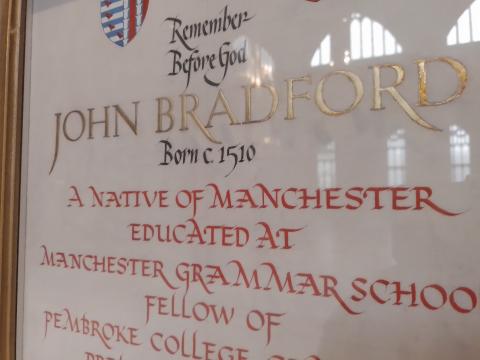 Remember
Before God
JOHN BRADFORD
Born c. 1510
A NATIVE OF MANCHESTER
EDUCATED AT
MANCHESTER GRAMMAR SCHOO
FELLOW OF
PEMBROKE COLLEGE